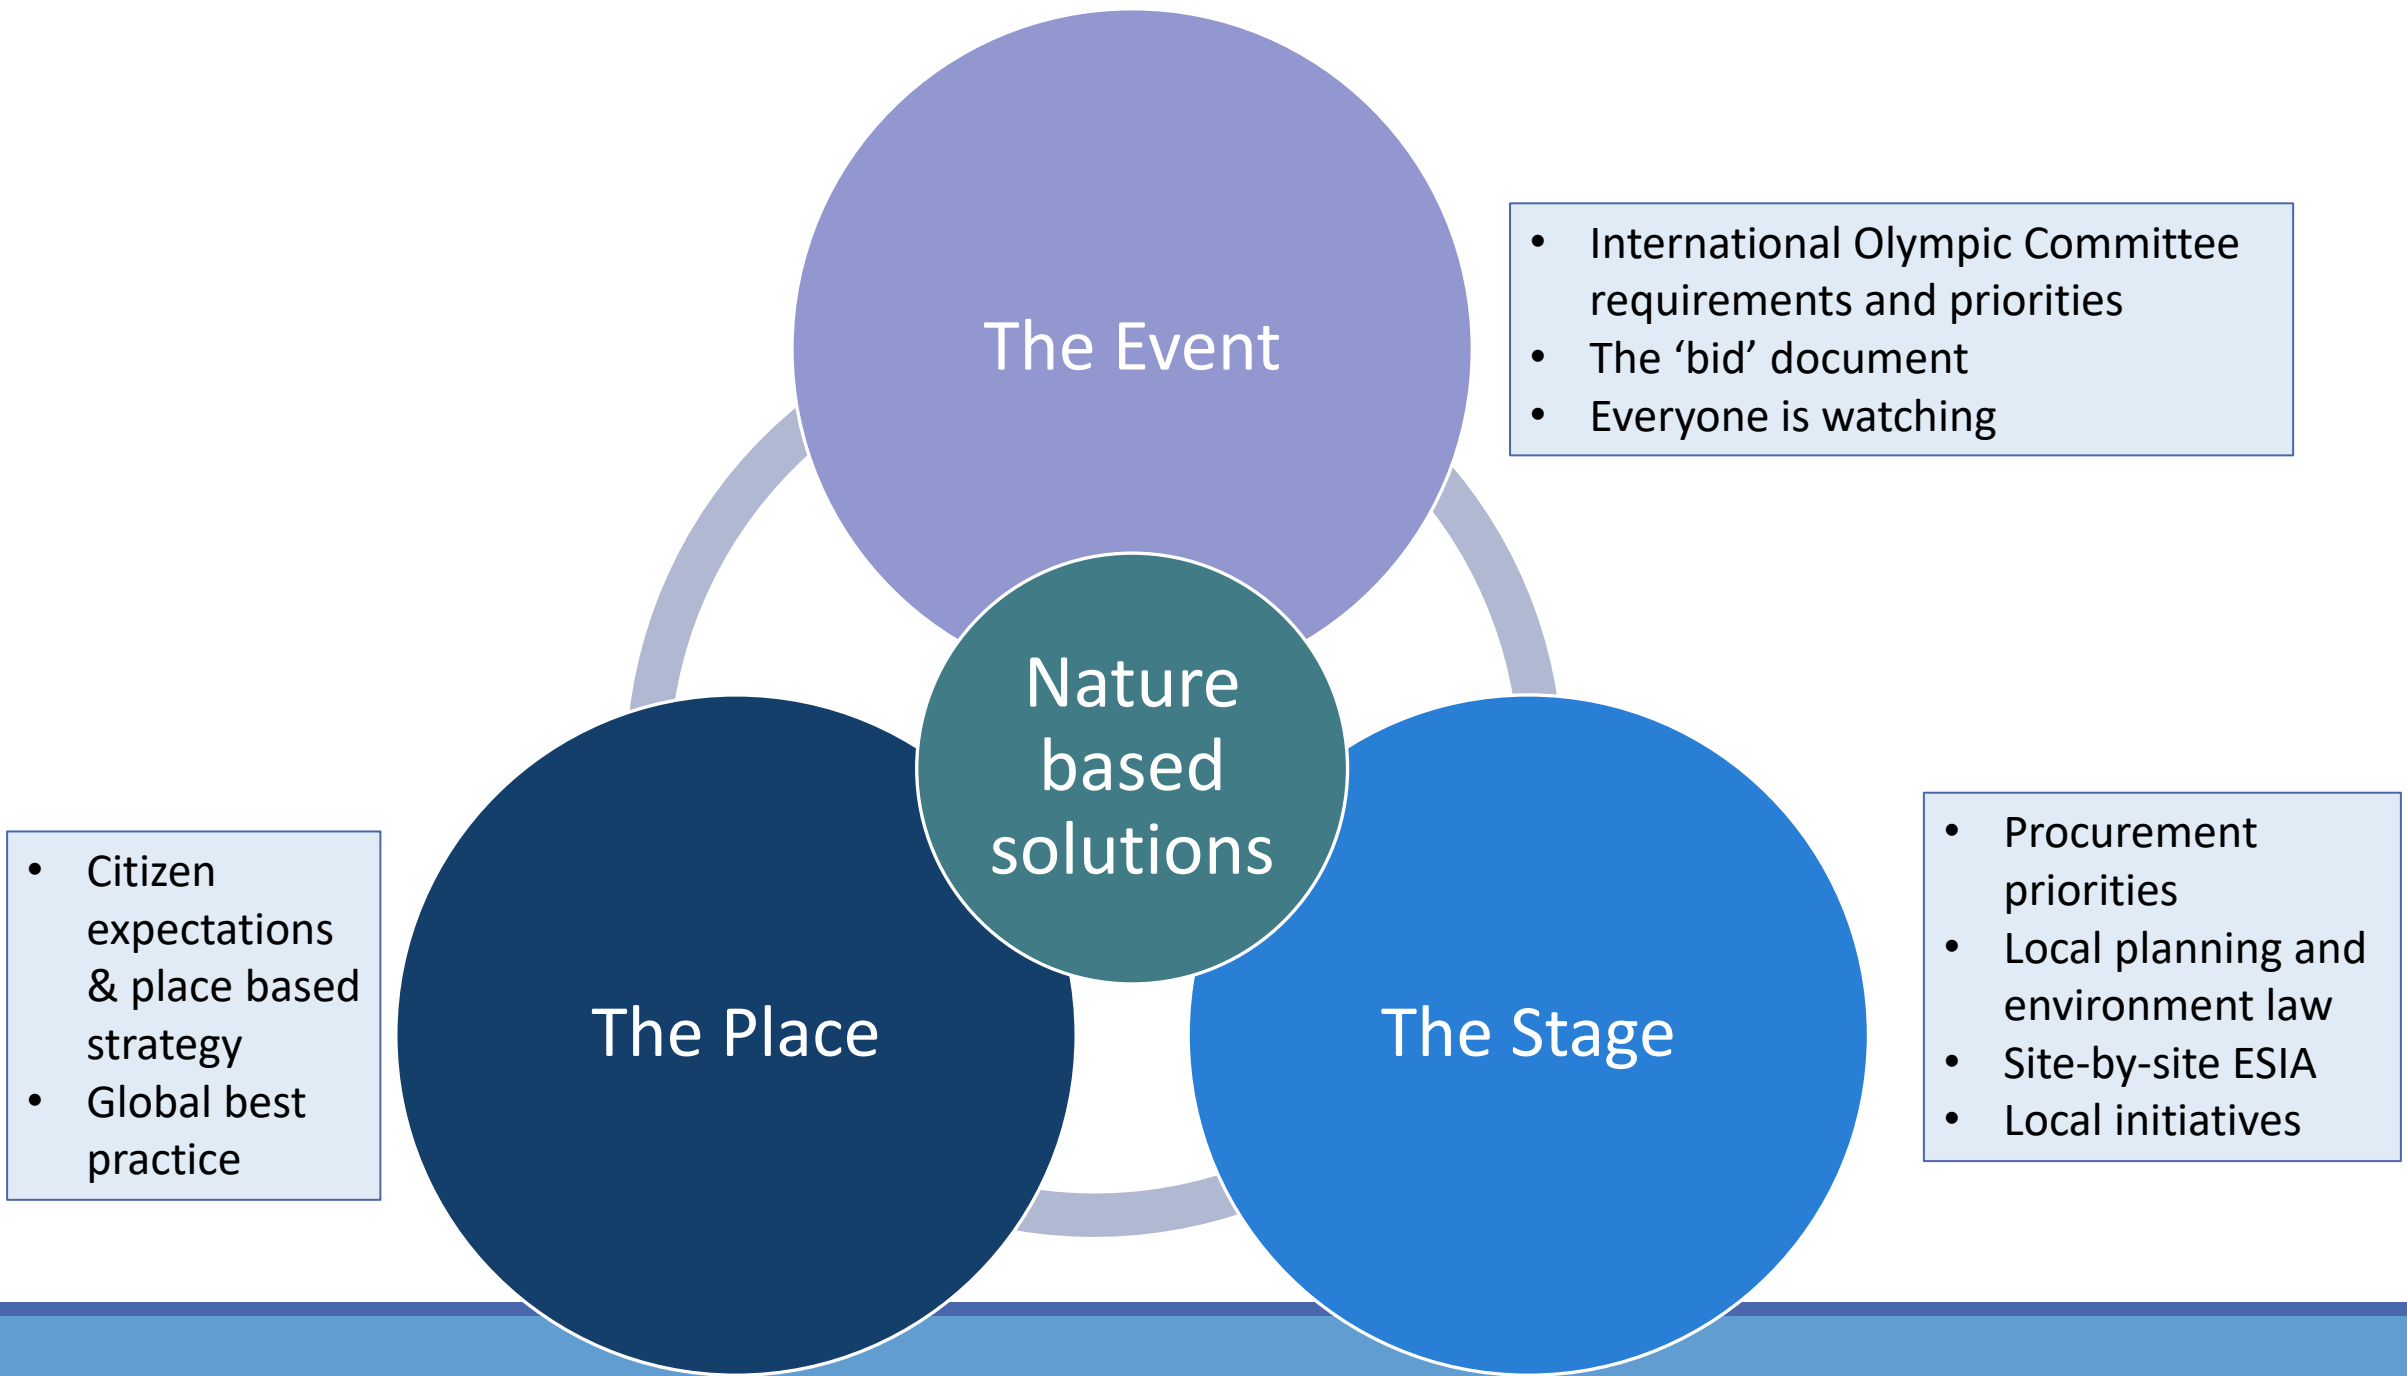 The Event
• International Olympic Committee
requirements and priorities
• The ‘bid’ document
• Everyone is watching
Nature
based
solutions
The Place
• Citizen
expectations
& place based
strategy
• Global best
practice
The Stage
• Procurement
priorities
• Local planning and
environment law
• Site-by-site ESIA
• Local initiatives